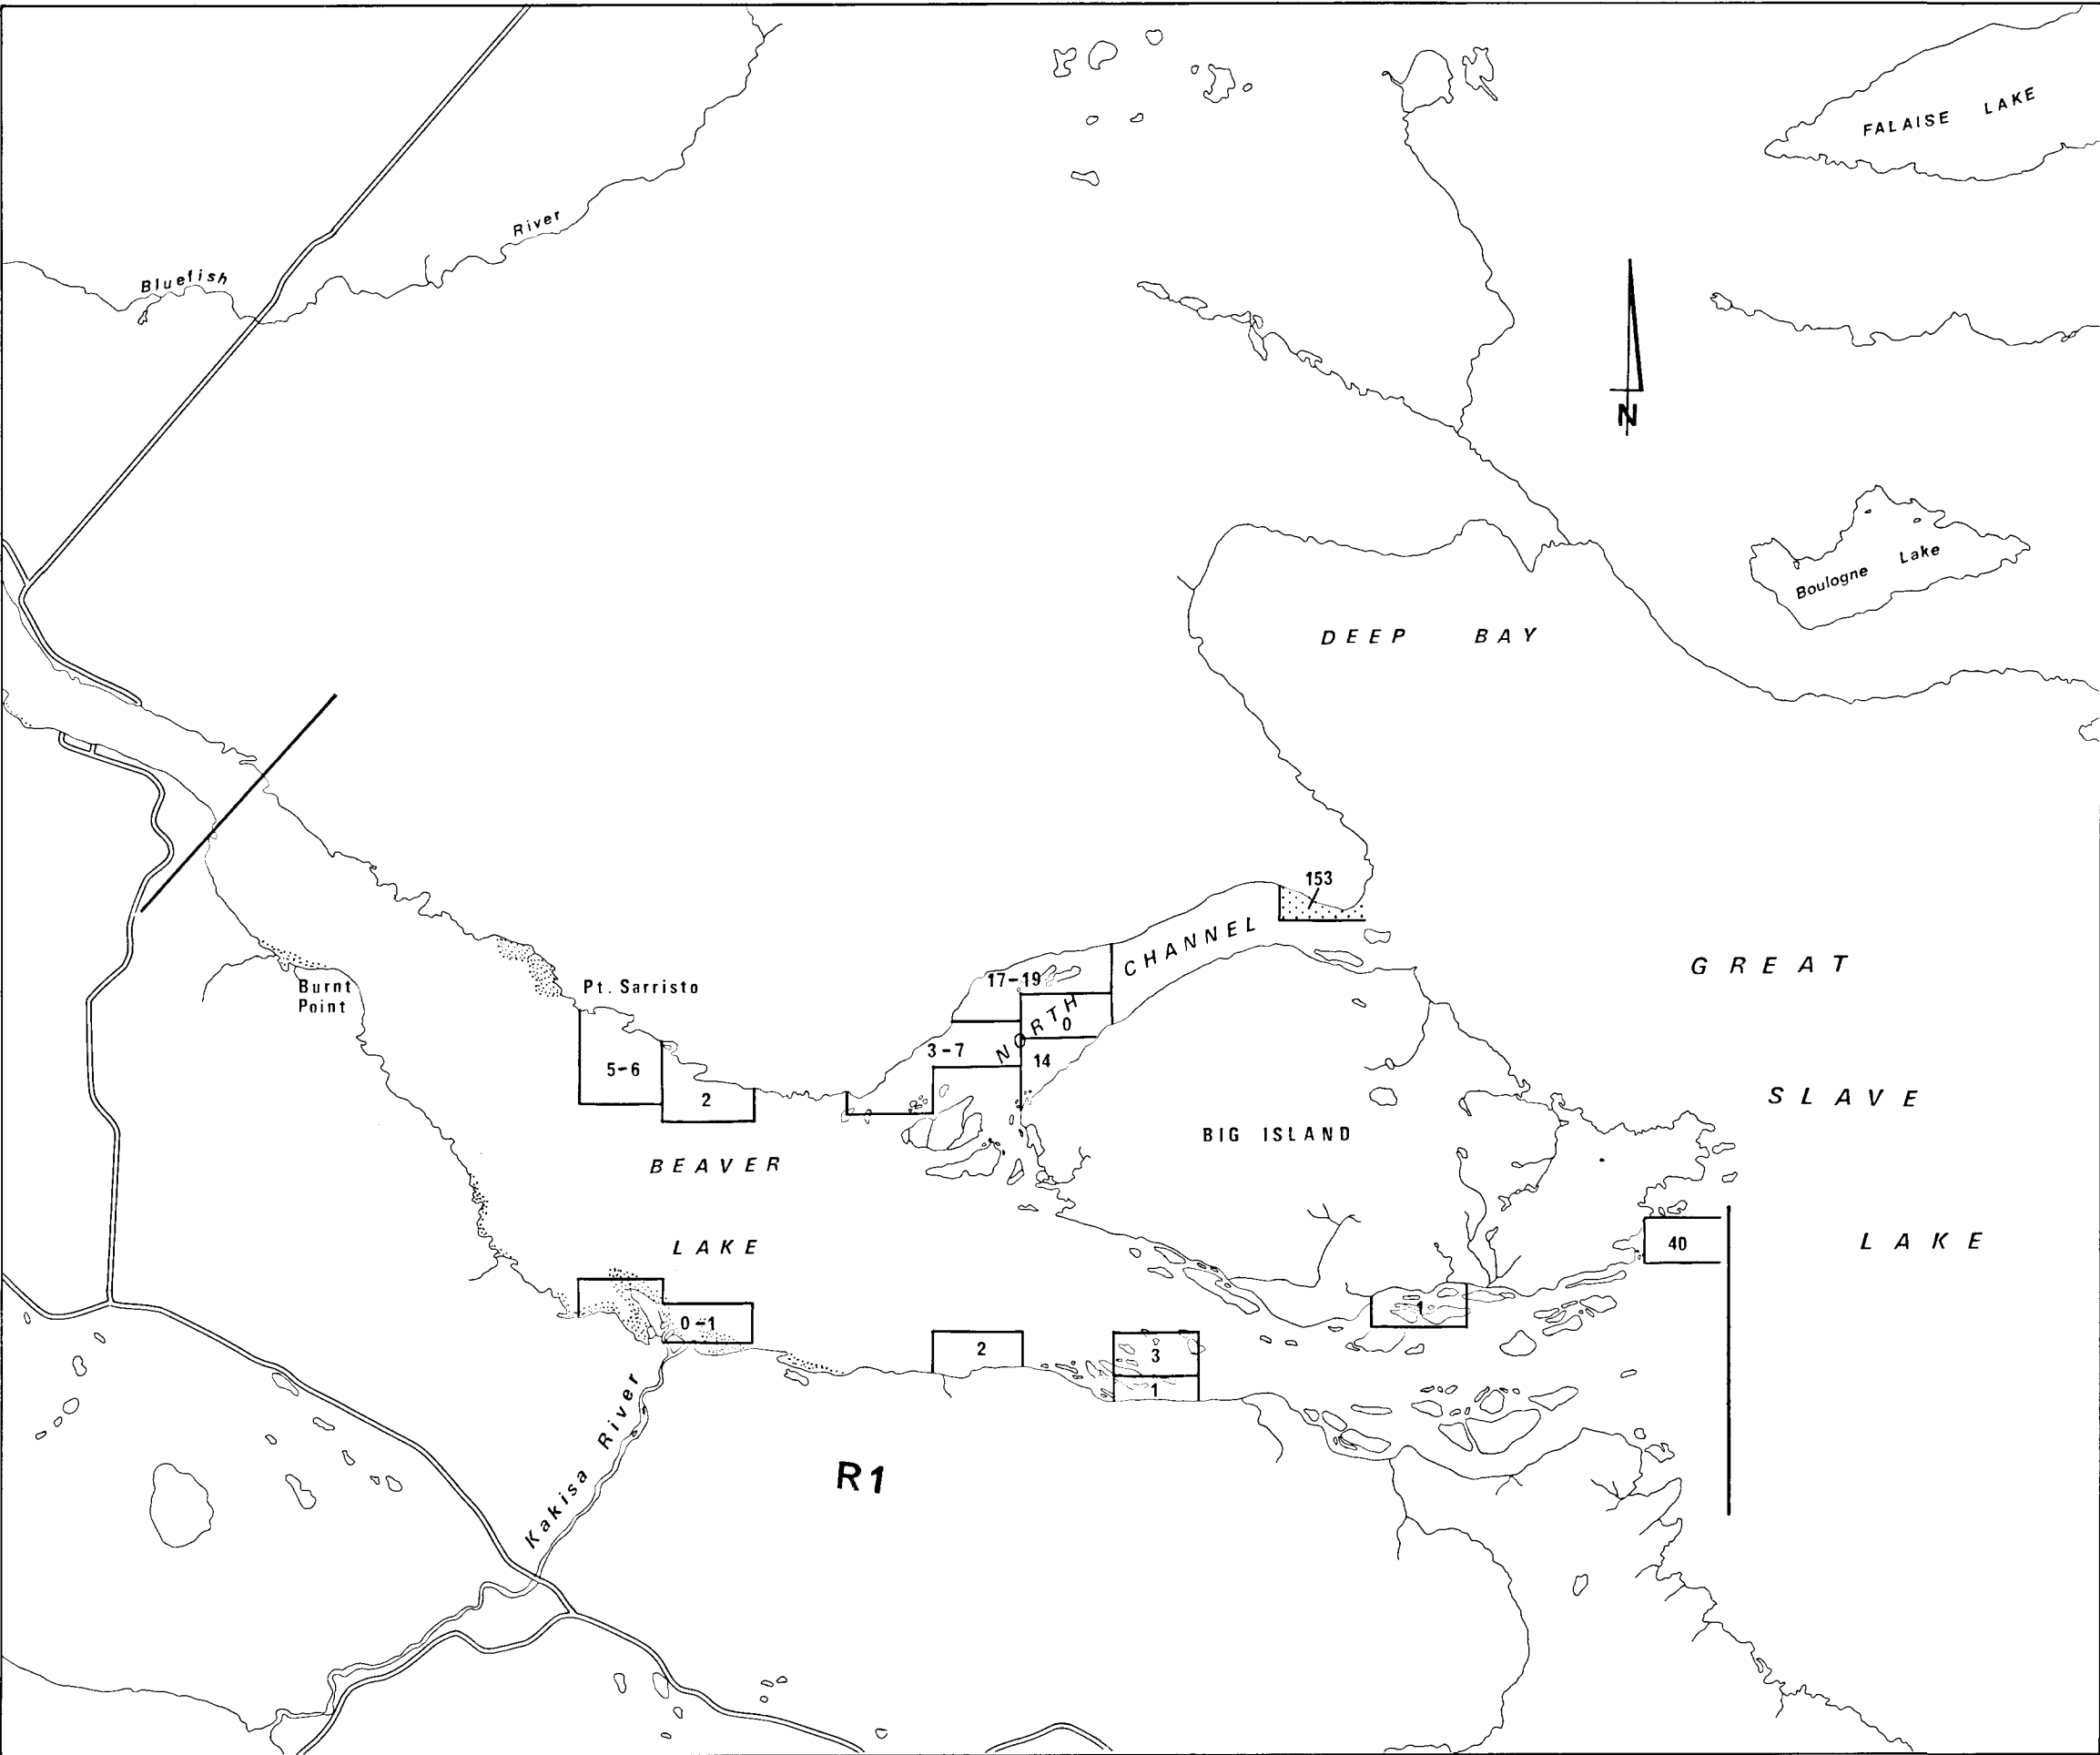 FALAISE LAKE
River
Bluefish
N
Boulogne Lake
DEEP BAY
153
CHANNEL
GREAT
17-19
Burnt
Point
Pt. Sarristo
NORTH
0
3-7
14
5-6
2
SLAVE
BIG ISLAND
BEAVER
LAKE
40
LAKE
1
0-1
2
3
1
Kakisa River
R1